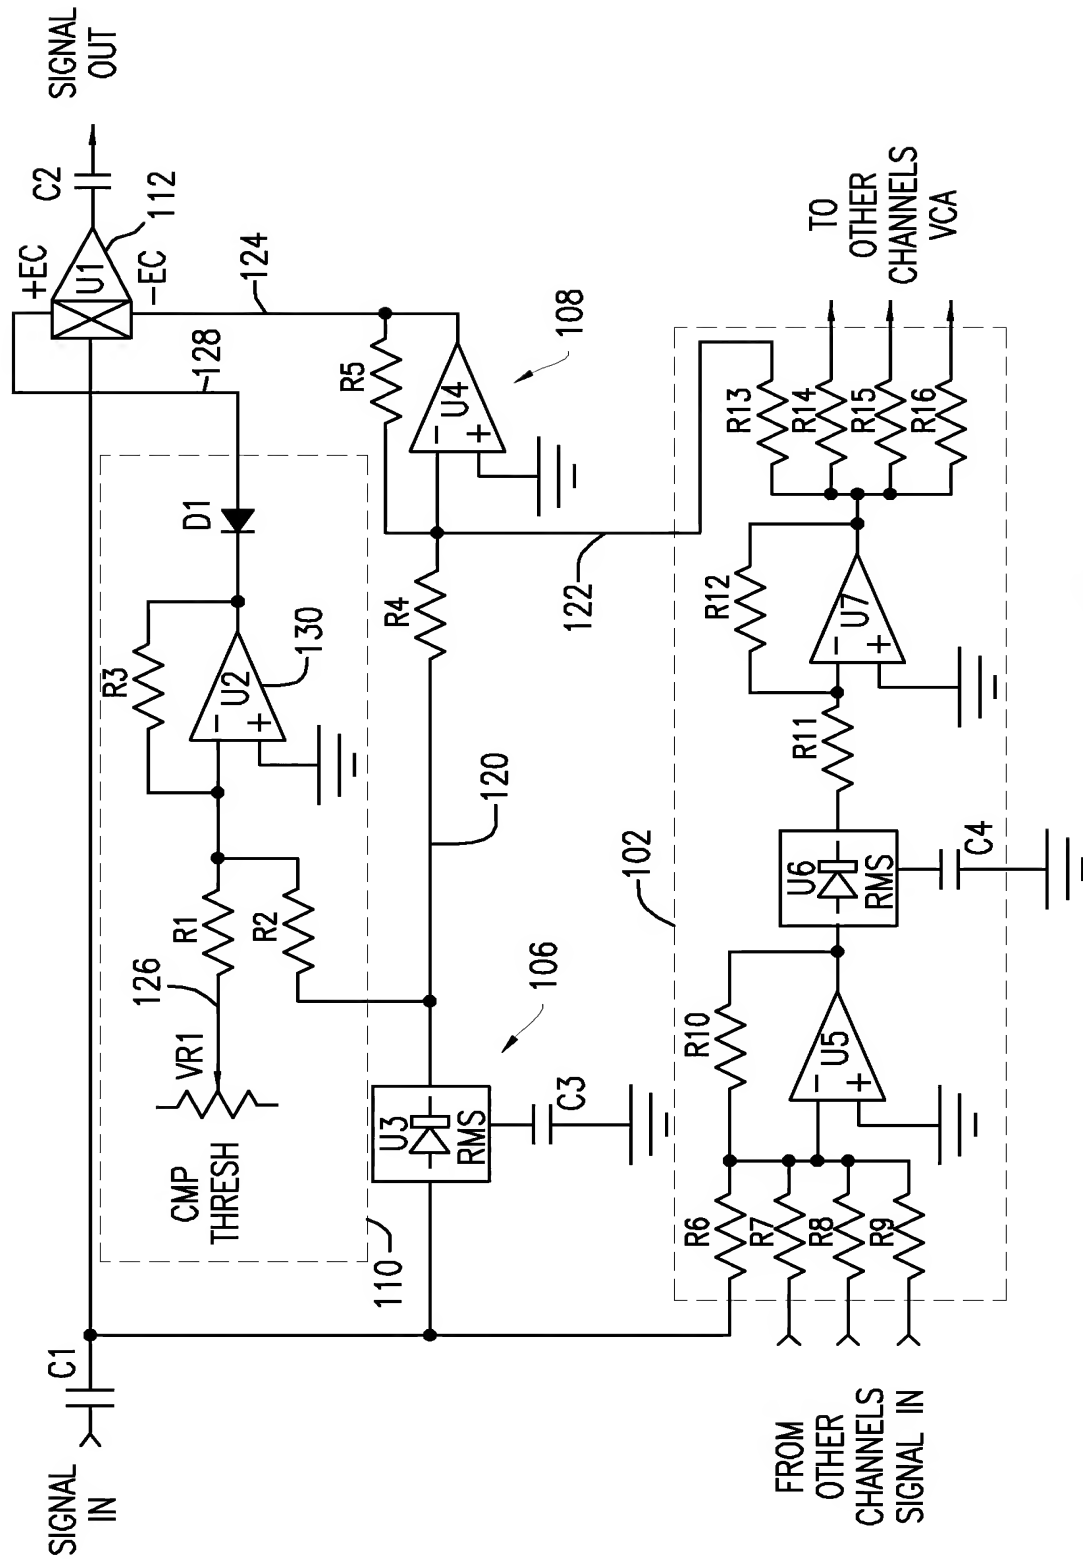 SIGNAL
IN
C1
+EC
U1
-EC
112
C2
SIGNAL
OUT
128
124
110
CMP
THRESH
VR1
126
R1
R2
R3
-
+
U2
130
D1
U3
RMS
C3
106
120
R4
R5
-
+
U4
108
122
102
FROM
OTHER
CHANNELS
SIGNAL IN
R6
R7
R8
R9
R10
-
+
U5
U6
RMS
C4
R11
R12
-
+
U7
R13
R14
R15
R16
TO
OTHER
CHANNELS
VCA